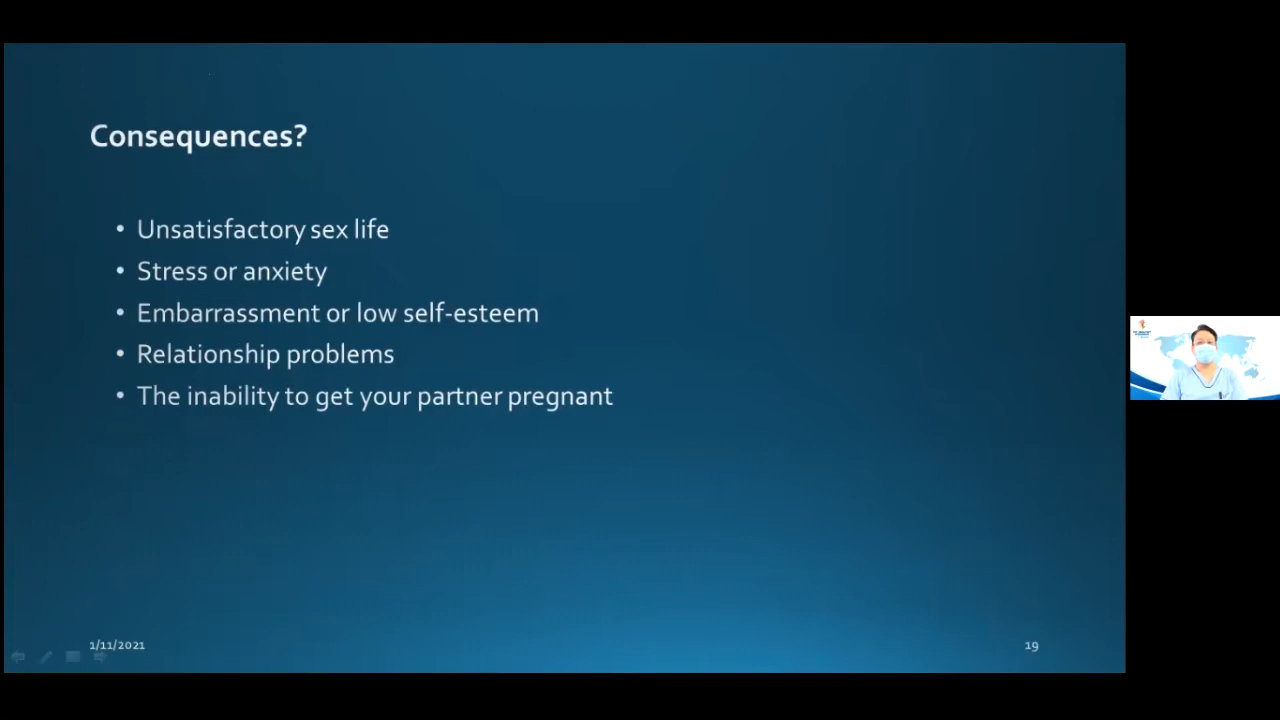 Consequences?
• Unsatisfactory sex life
• Stress or anxiety
• Embarrassment or low self-esteem
• Relationship problems
• The inability to get your partner pregnant
1/11/2021
19